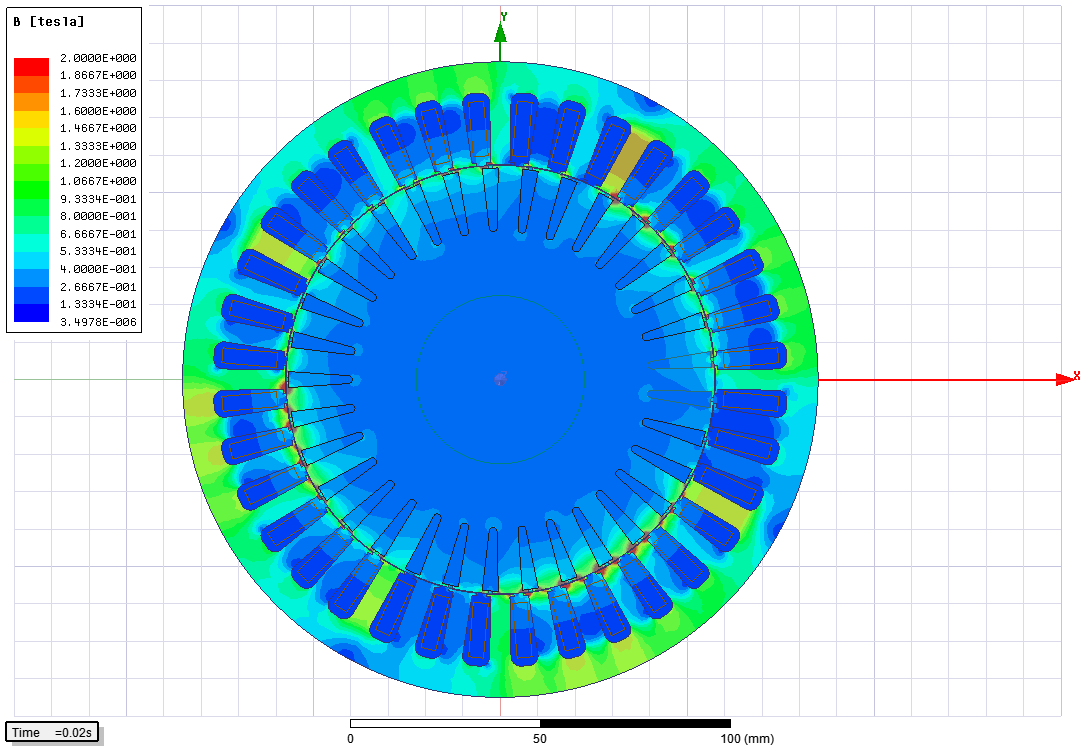 B [tesla]
2.0000E+000
1.8667E+000
1.7333E+000
1.6000E+000
1.4667E+000
1.3333E+000
1.2000E+000
1.0667E+000
9.3334E-001
8.0000E-001
6.6667E-001
5.3334E-001
4.0000E-001
2.6667E-001
1.3334E-001
3.4978E-006
Y
X
Time =0.02s
0 50 100 (mm)